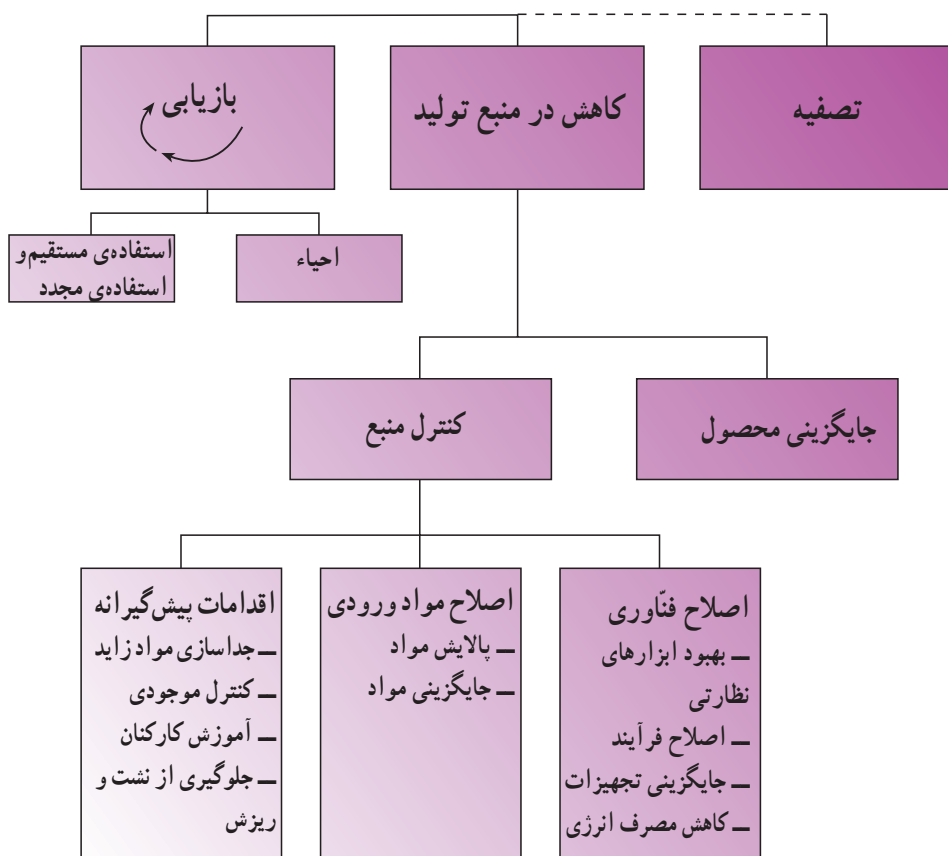 تصفیه
کاهش در منبع تولید
بازیابی
احیاء
استفاده‌ی مستقیم و
استفاده‌ی مجدد
جایگزینی محصول
کنترل منبع
اصلاح فنّاوری
ــ بهبود ابزارهای
نظارتی
ــ اصلاح فرآیند
ــ جایگزینی تجهیزات
ــ کاهش مصرف انرژی
اصلاح مواد ورودی
ــ پالایش مواد
ــ جایگزینی مواد
اقدامات پیش‌گیرانه
ــ جداسازی مواد زاید
ــ کنترل موجودی
ــ آموزش کارکنان
ــ جلوگیری از نشت و
ریزش